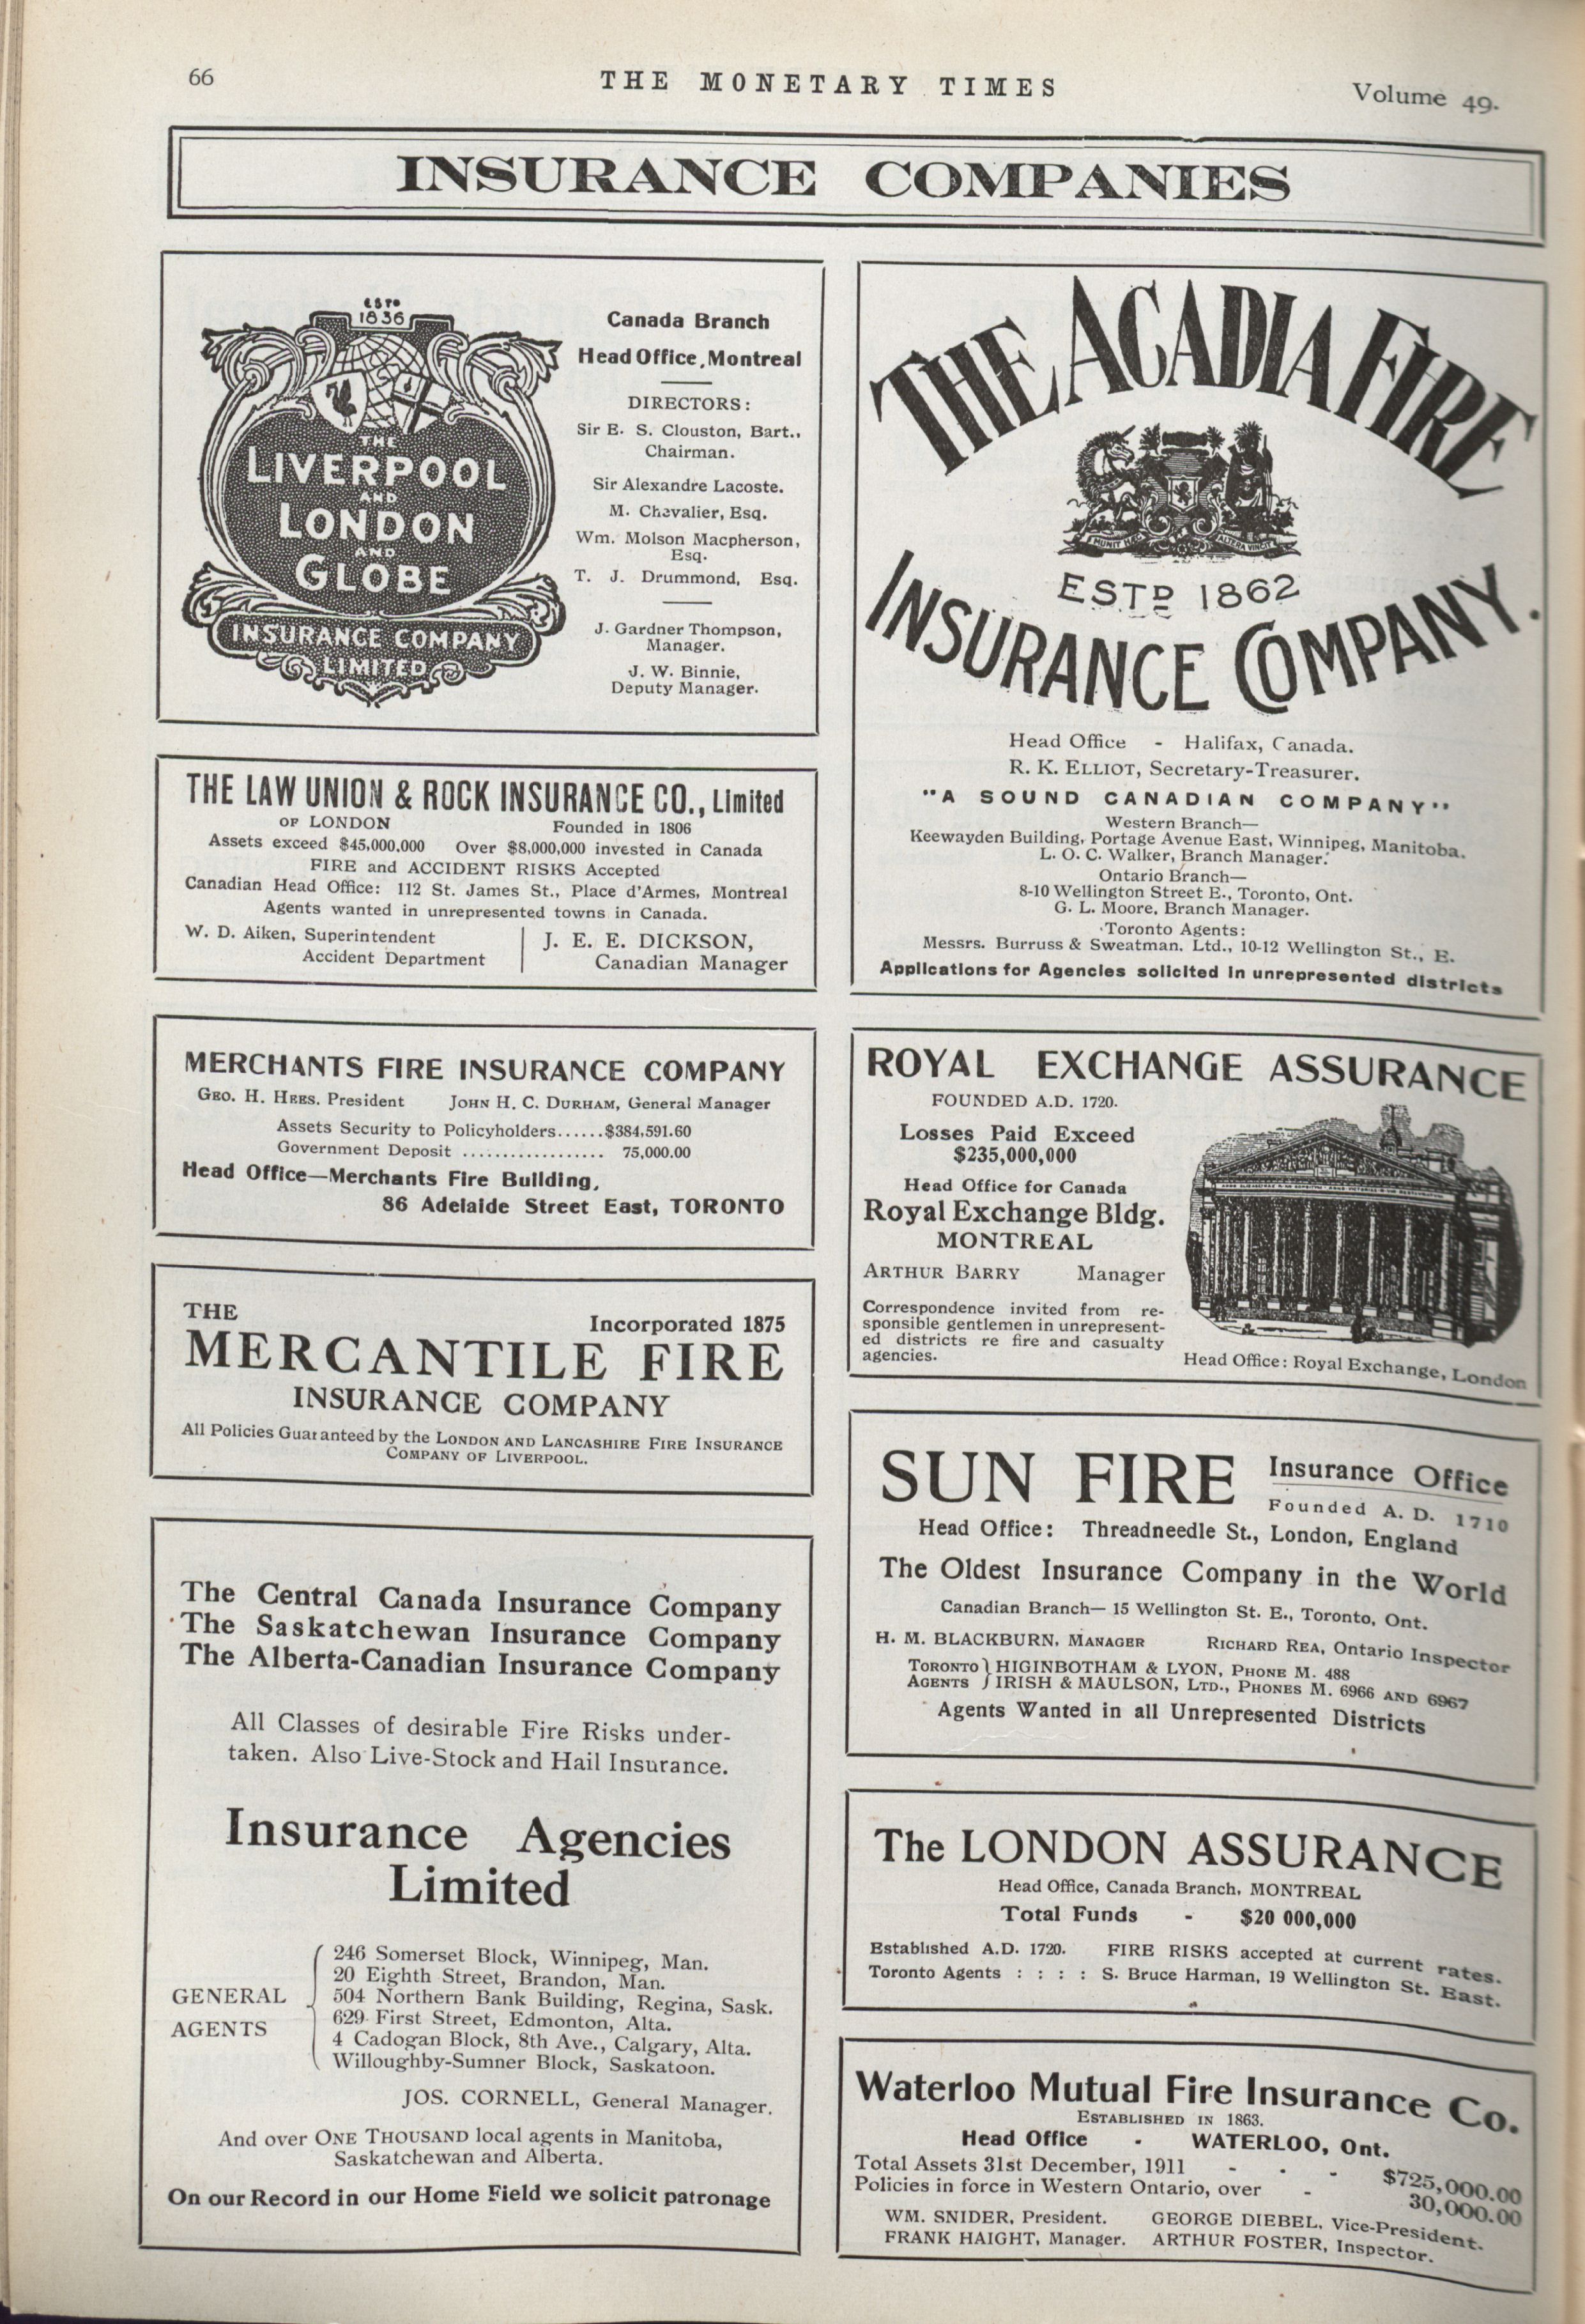 66
THE MONETARY TIMES
Volume 49.
INSURANCE COMPANIES
ESTD
1836
THE
LIVERPOOL
AND
LONDON
AND
GLOBE
INSURANCE COMPANY
LIMITED
Canada Branch
Head Office, Montreal
DIRECTORS:
Sir E. S. Clouston, Bart.,
Chairman.
Sir Alexandre Lacoste.
M. Chevalier, Esq.
Wm. Molson Macpherson,
Esq.
T. J. Drummond, Esq.
J. Gardner Thompson,
Manager.
J. W. Binnie,
Deputy Manager.
THE LAW UNION & ROCK INSURANCE CO., Limited
OF LONDON Founded in 1806
Assets exceed $45,000,000 Over $8,000,000 invested in Canada
FIRE and ACCIDENT RISKS Accepted
Canadian Head Office: 112 St. James St., Place d'Armes, Montreal
Agents wanted in unrepresented towns in Canada.
W. D. Aiken, Superintendent
Accident Department
J. E. E. DICKSON,
Canadian Manager
MERCHANTS FIRE INSURANCE COMPANY
GEO. H. HEES, President JOHN H. C. DURHAM, General Manager
Assets Security to Policyholders......$384,591.60
Government Deposit .................. 75,000.00
Head Office—Merchants Fire Building,
86 Adelaide Street East, TORONTO
THE
Incorporated 1875
MERCANTILE FIRE
INSURANCE COMPANY
All Policies Guaranteed by the LONDON AND LANCASHIRE FIRE INSURANCE
COMPANY OF LIVERPOOL.
The Central Canada Insurance Company
The Saskatchewan Insurance Company
The Alberta-Canadian Insurance Company
All Classes of desirable Fire Risks under-
taken. Also Live-Stock and Hail Insurance.
Insurance Agencies
Limited
GENERAL
AGENTS
246 Somerset Block, Winnipeg, Man.
20 Eighth Street, Brandon, Man.
504 Northern Bank Building, Regina, Sask.
629 First Street, Edmonton, Alta.
4 Cadogan Block, 8th Ave., Calgary, Alta.
Willoughby-Sumner Block, Saskatoon.
JOS. CORNELL, General Manager.
And over ONE THOUSAND local agents in Manitoba,
Saskatchewan and Alberta.
On our Record in our Home Field we solicit patronage
THE ACADIA FIRE
MUNIT HAEC ALTERA VINCIT
ESTD 1862
INSURANCE COMPANY.
Head Office - Halifax, Canada.
R. K. ELLIOT, Secretary-Treasurer.
"A SOUND CANADIAN COMPANY"
Western Branch—
Keewayden Building, Portage Avenue East, Winnipeg, Manitoba.
L. O. C. Walker, Branch Manager.
Ontario Branch—
8-10 Wellington Street E., Toronto, Ont.
G. L. Moore, Branch Manager.
Toronto Agents:
Messrs. Burruss & Sweatman, Ltd., 10-12 Wellington St., E.
Applications for Agencies solicited in unrepresented districts
ROYAL EXCHANGE ASSURANCE
FOUNDED A.D. 1720.
Losses Paid Exceed
$235,000,000
Head Office for Canada
Royal Exchange Bldg.
MONTREAL
ARTHUR BARRY Manager
Correspondence invited from re-
sponsible gentlemen in unrepresent-
ed districts re fire and casualty
agencies.
Head Office: Royal Exchange, London
SUN FIRE Insurance Office
Founded A. D. 1710
Head Office: Threadneedle St., London, England
The Oldest Insurance Company in the World
Canadian Branch— 15 Wellington St. E., Toronto, Ont.
H. M. BLACKBURN, MANAGER RICHARD REA, Ontario Inspector
TORONTO } HIGINBOTHAM & LYON, PHONE M. 488
AGENTS } IRISH & MAULSON, LTD., PHONES M. 6966 AND 6967
Agents Wanted in all Unrepresented Districts
The LONDON ASSURANCE
Head Office, Canada Branch, MONTREAL
Total Funds - $20 000,000
Established A.D. 1720. FIRE RISKS accepted at current rates.
Toronto Agents : : : : S. Bruce Harman, 19 Wellington St. East.
Waterloo Mutual Fire Insurance Co.
ESTABLISHED IN 1863.
Head Office - WATERLOO, Ont.
Total Assets 31st December, 1911 - - - $725,000.00
Policies in force in Western Ontario, over - 30,000.00
WM. SNIDER, President. GEORGE DIEBEL, Vice-President.
FRANK HAIGHT, Manager. ARTHUR FOSTER, Inspector.